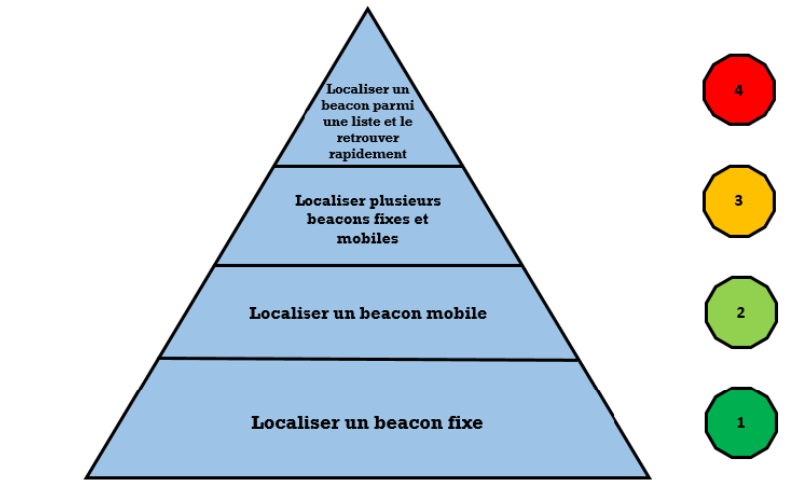 Localiser un
beacon parmi
une liste et le
retrouver
rapidement
4
Localiser plusieurs
beacons fixes et
mobiles
3
Localiser un beacon mobile
2
Localiser un beacon fixe
1